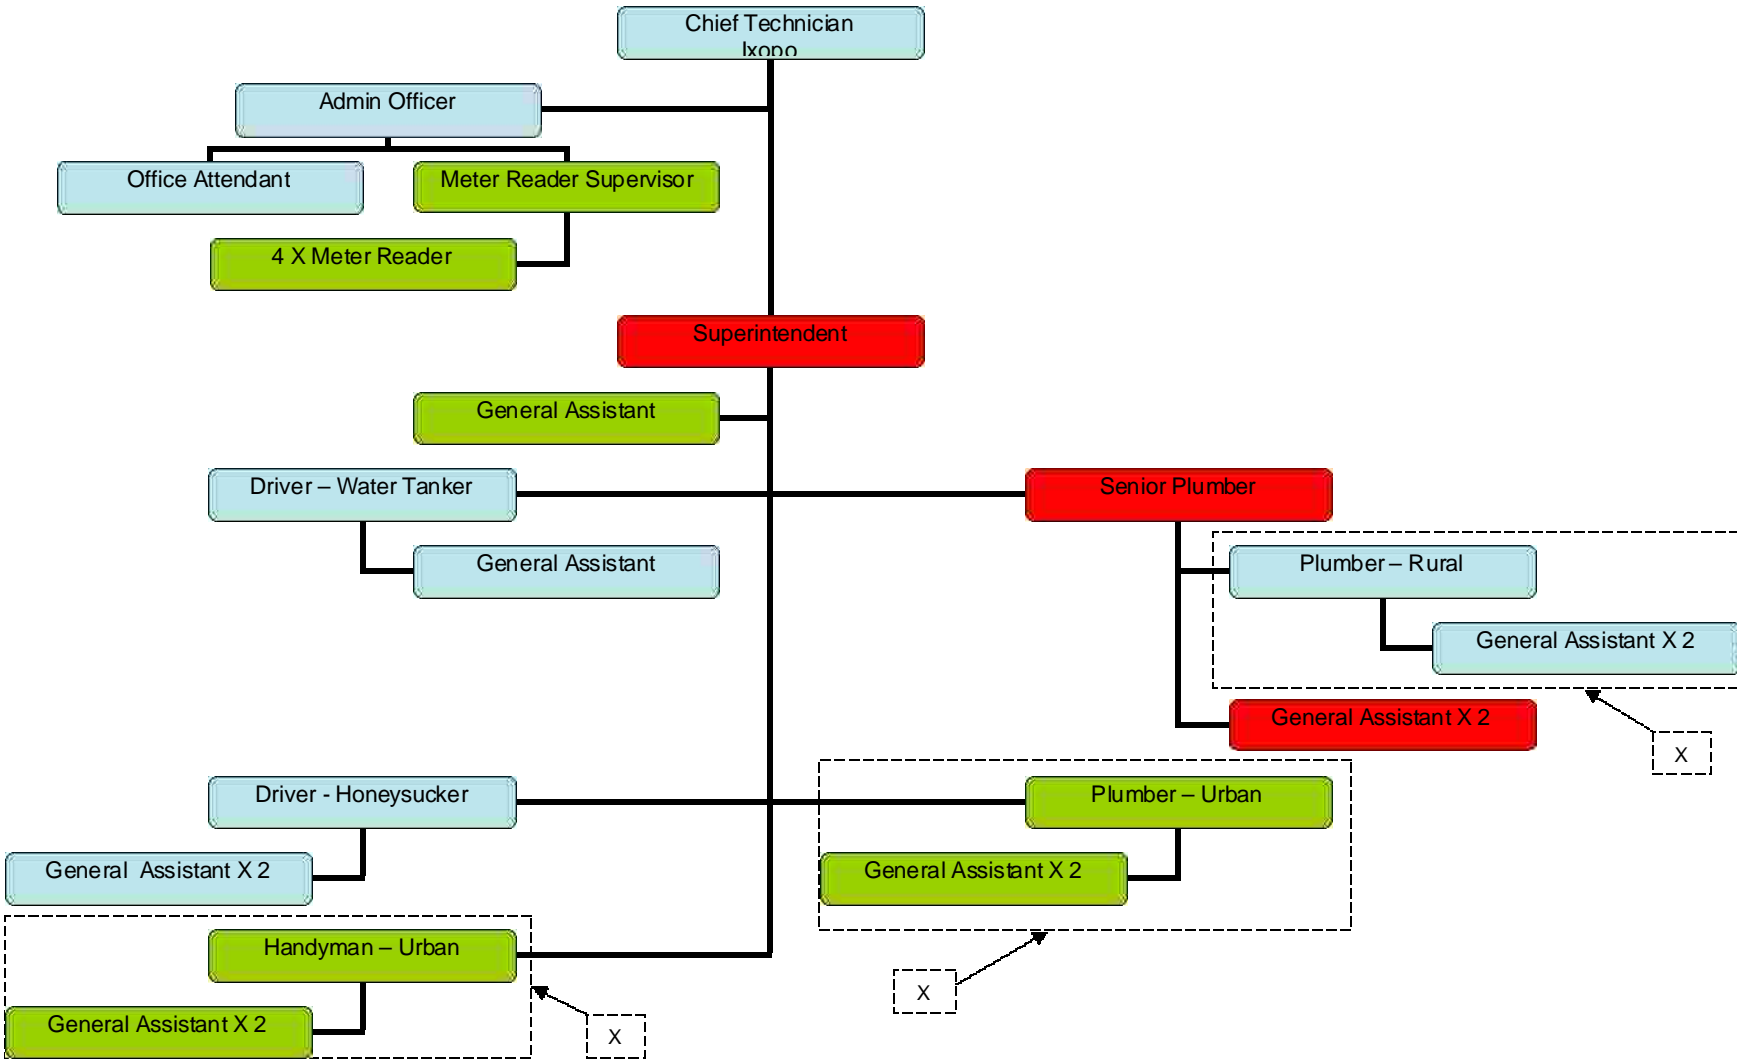 Chief Technician
Ixopo
Admin Officer
Office Attendant
Meter Reader Supervisor
4 X Meter Reader
Superintendent
General Assistant
Driver – Water Tanker
Senior Plumber
General Assistant
Plumber – Rural
General Assistant X 2
General Assistant X 2
X
Driver - Honeysucker
Plumber – Urban
General Assistant X 2
General Assistant X 2
Handyman – Urban
X
General Assistant X 2
X